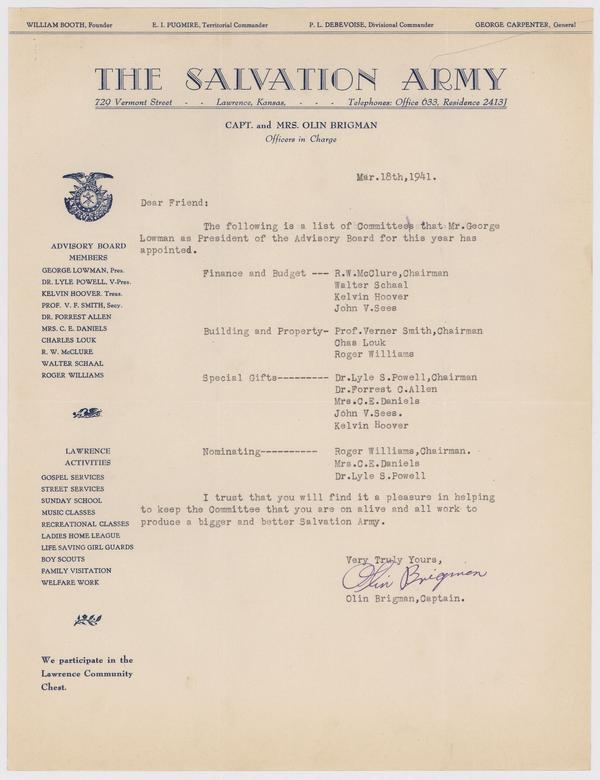 WILLIAM BOOTH, Founder E. I. PUGMIRE, Territorial Commander P. L. DEBEVOISE, Divisional Commander GEORGE CARPENTER, General
THE SALVATION ARMY
729 Vermont Street - - Lawrence, Kansas, - - - Telephones: Office 633, Residence 2413J
CAPT. and MRS. OLIN BRIGMAN
Officers in Charge
Mar.18th,1941.
Dear Friend:
The following is a list of Committees that Mr.George
Lowman as President of the Advisory Board for this year has
appointed.
Finance and Budget --- R.W.McClure,Chairman
Walter Schaal
Kelvin Hoover
John V.Sees
Building and Property- Prof.Verner Smith,Chairman
Chas Louk
Roger Williams
Special Gifts--------- Dr.Lyle S.Powell,Chairman
Dr.Forrest C.Allen
Mrs.C.E.Daniels
John V.Sees.
Kelvin Hoover
Nominating---------- Roger Williams,Chairman.
Mrs.C.E.Daniels
Dr.Lyle S.Powell
I trust that you will find it a pleasure in helping
to keep the Committee that you are on alive and all work to
produce a bigger and better Salvation Army.
Very Truly Yours,
Olin Brigman
Olin Brigman,Captain.
ADVISORY BOARD
MEMBERS
GEORGE LOWMAN, Pres.
DR. LYLE POWELL, V-Pres.
KELVIN HOOVER. Treas.
PROF. V. F. SMITH, Secy.
DR. FORREST ALLEN
MRS. C. E. DANIELS
CHARLES LOUK
R. W. McCLURE
WALTER SCHAAL
ROGER WILLIAMS
LAWRENCE
ACTIVITIES
GOSPEL SERVICES
STREET SERVICES
SUNDAY SCHOOL
MUSIC CLASSES
RECREATIONAL CLASSES
LADIES HOME LEAGUE
LIFE SAVING GIRL GUARDS
BOY SCOUTS
FAMILY VISITATION
WELFARE WORK
We participate in the
Lawrence Community
Chest.